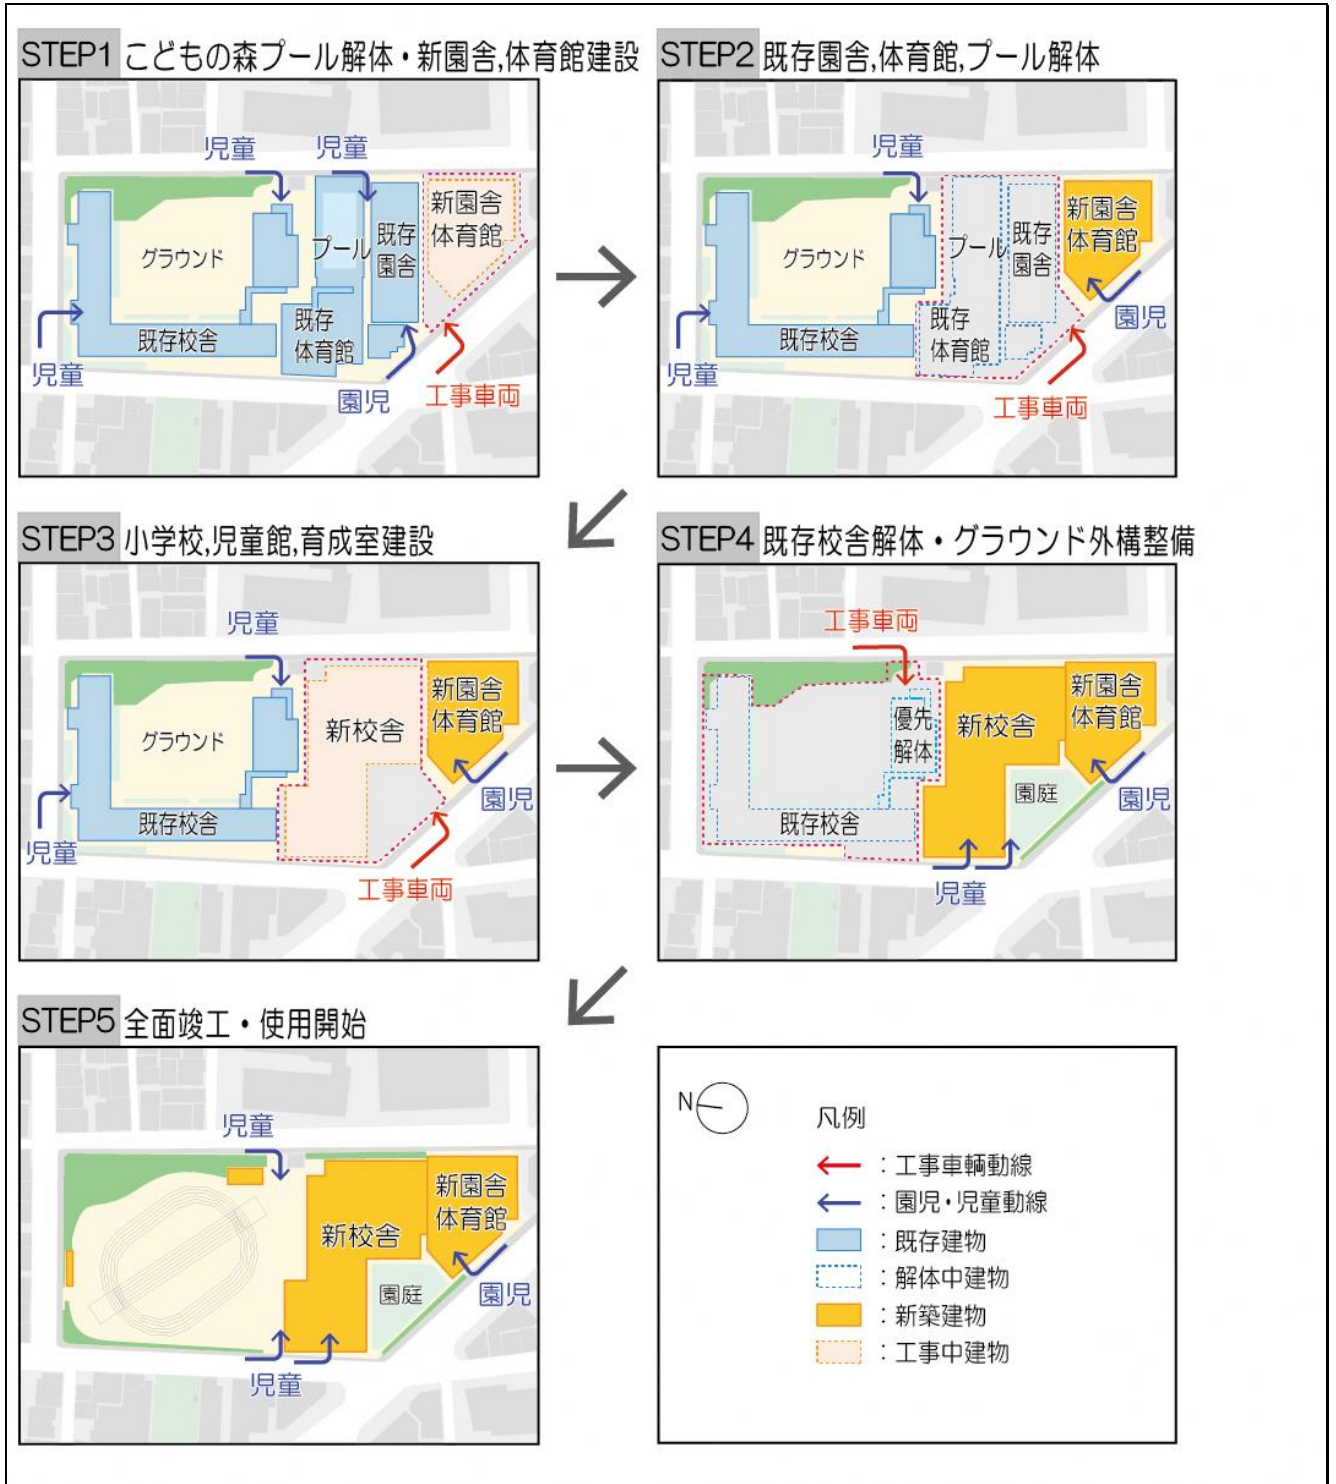 STEP1 こどもの森プール解体・新園舎,体育館建設
児童
児童
新園舎
体育館
プール
既存
園舎
グラウンド
既存
体育館
既存校舎
児童
園児
工事車両
STEP2 既存園舎,体育館,プール解体
児童
新園舎
体育館
プール
既存
園舎
グラウンド
既存
体育館
既存校舎
園児
児童
工事車両
STEP3 小学校,児童館,育成室建設
児童
新園舎
体育館
新校舎
グラウンド
既存校舎
園児
児童
工事車両
STEP4 既存校舎解体・グラウンド外構整備
工事車両
新園舎
体育館
優先
解体
新校舎
園庭
園児
既存校舎
児童
STEP5 全面竣工・使用開始
児童
新園舎
体育館
新校舎
園庭
園児
児童
N
凡例
:工事車輌動線
:園児・児童動線
:既存建物
:解体中建物
:新築建物
:工事中建物